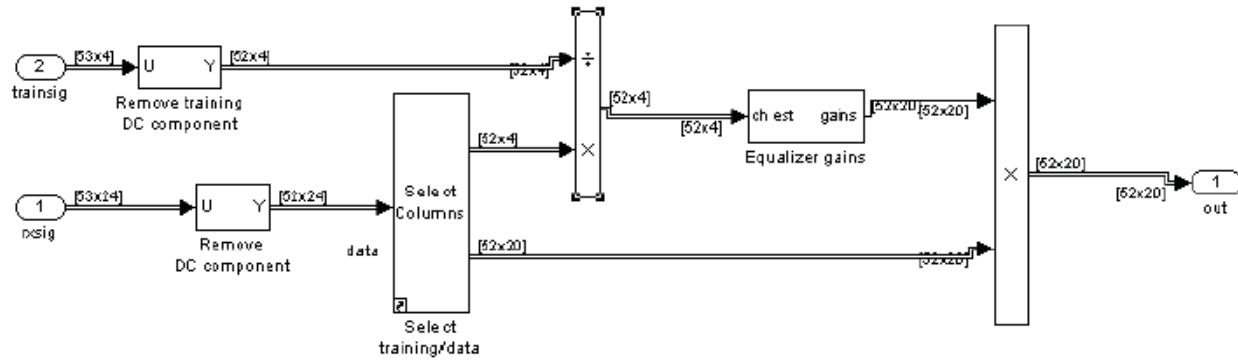 [53x4]
[52x4]
÷
2
U Y
[52x4]
trainsig
Remove training
DC component
[52x4]
[52x4]
ch est gains
[52x20]
[52x20]
[52x4]
×
[52x4]
Equalizer gains
×
[52x20]
1
[52x20]
out
[53x24]
[52x24]
Select
Columns
1
U Y
rxsig
Remove
DC component
data
[52x20]
[52x20]
Select
training/data